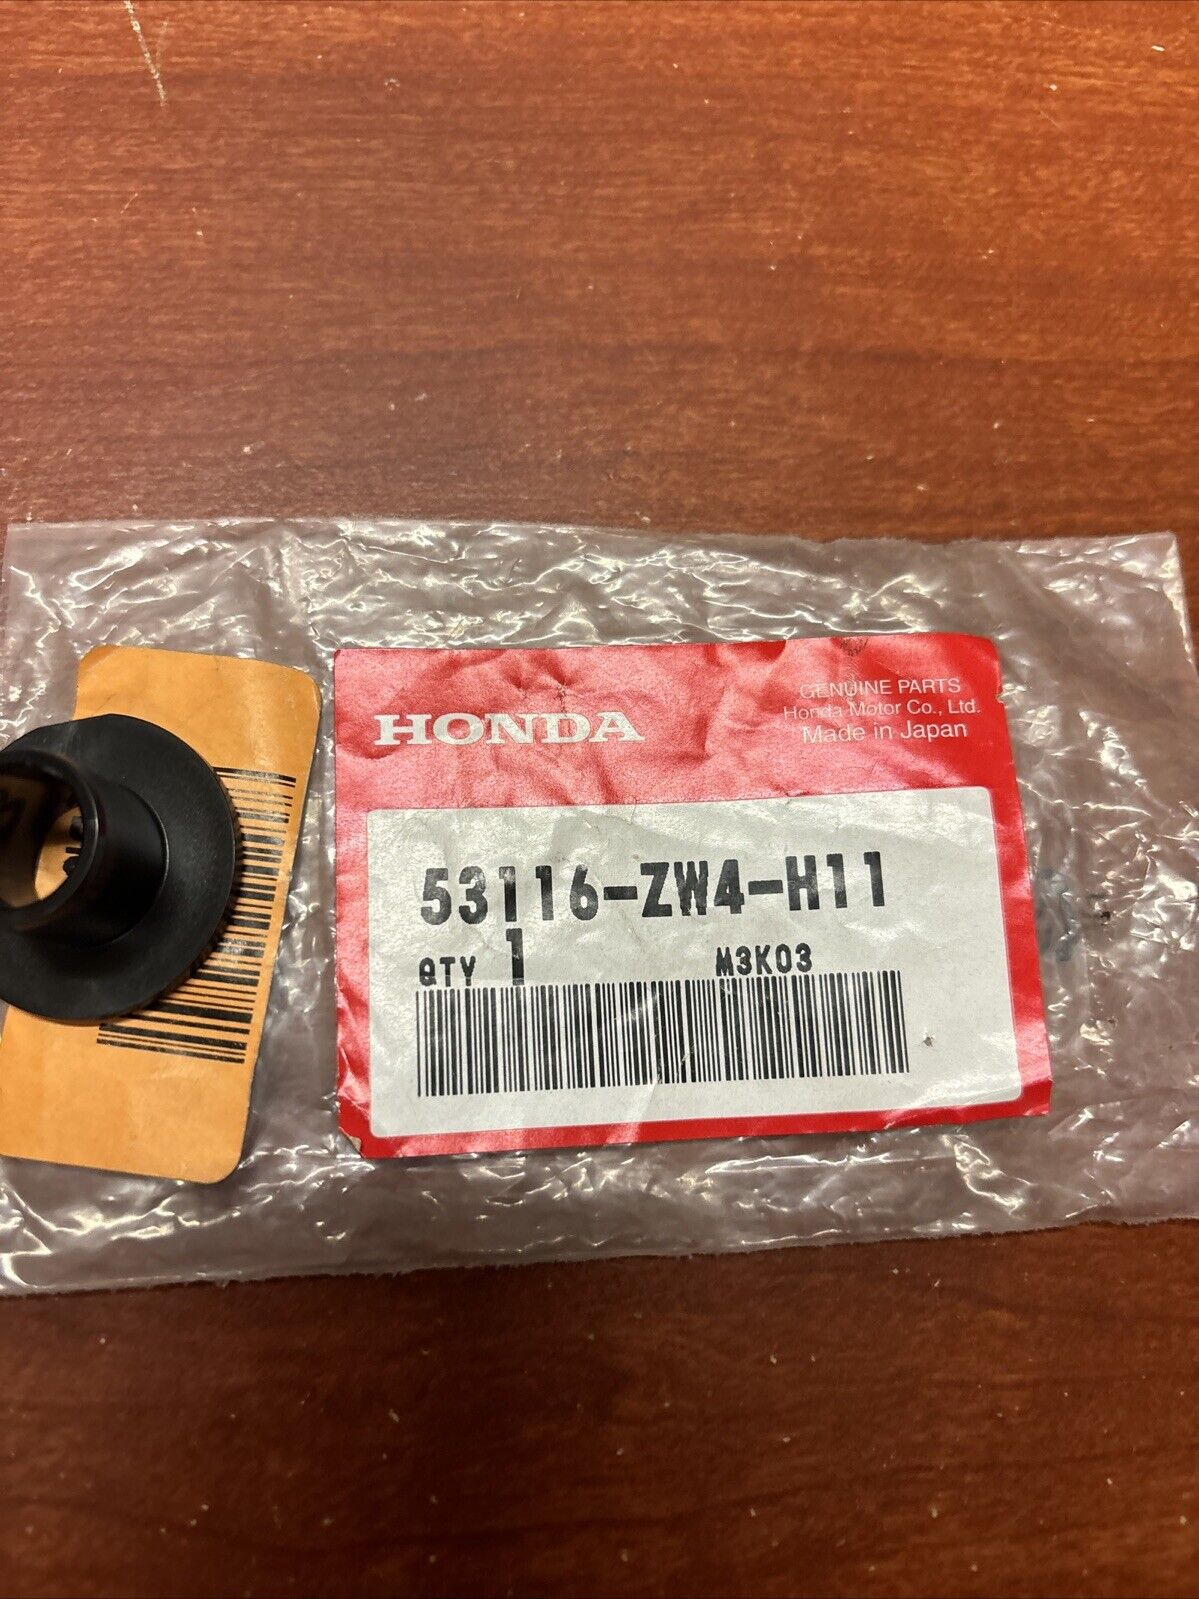 HONDA
GENUINE PARTS
Honda Motor Co., Ltd.
Made in Japan
53116-ZW4-H11
QTY 1 M3K03